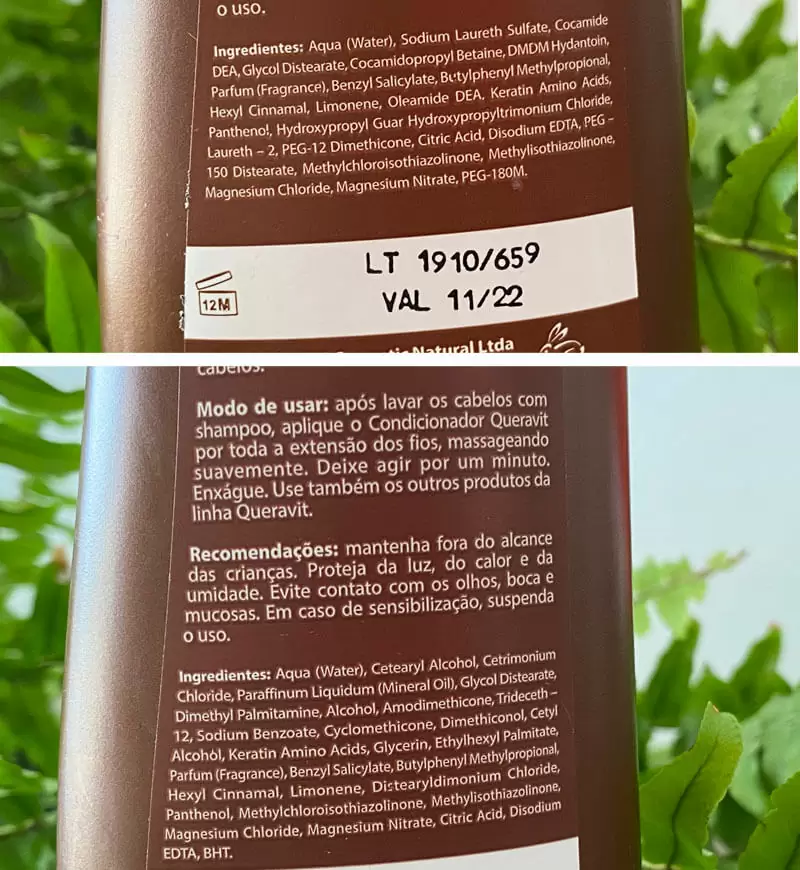 o uso.
Ingredientes: Aqua (Water), Sodium Laureth Sulfate, Cocamide
DEA, Glycol Distearate, Cocamidopropyl Betaine, DMDM Hydantoin,
Parfum (Fragrance), Benzyl Salicylate, Butylphenyl Methylpropional,
Hexyl Cinnamal, Limonene, Oleamide DEA. Keratin Amino Acids,
Panthenol, Hydroxypropyl Guar Hydroxypropyltrimonium Chloride,
Laureth – 2, PEG-12 Dimethicone, Citric Acid, Disodium EDTA, PEG –
150 Distearate, Methylchloroisothiazolinone, Methylisothiazolinone,
Magnesium Chloride, Magnesium Nitrate, PEG-180M.
LT 1910/659
12M
VAL 11/22
Natural Ltda
cabelos.
Modo de usar: após lavar os cabelos com
shampoo, aplique o Condicionador Queravit
por toda a extensão dos fios, massageando
suavemente. Deixe agir por um minuto.
Enxágue. Use também os outros produtos da
linha Queravit.
Recomendações: mantenha fora do alcance
das crianças. Proteja da luz, do calor e da
umidade. Evite contato com os olhos, boca e
mucosas. Em caso de sensibilização, suspenda
o uso.
Ingredientes: Aqua (Water), Cetearyl Alcohol, Cetrimonium
Chloride, Paraffinum Liquidum (Mineral Oil), Glycol Distearate,
Dimethyl Palmitamine, Alcohol, Amodimethicone, Trideceth –
12, Sodium Benzoate, Cyclomethicone, Dimethiconol, Cetyl
Alcohol, Keratin Amino Acids, Glycerin, Ethylhexyl Palmitate,
Parfum (Fragrance), Benzyl Salicylate, Butylphenyl Methylpropional,
Hexyl Cinnamal, Limonene, Distearyldimonium Chloride,
Panthenol, Methylchloroisothiazolinone, Methylisothiazolinone,
Magnesium Chloride, Magnesium Nitrate, Citric Acid, Disodium
EDTA, BHT.